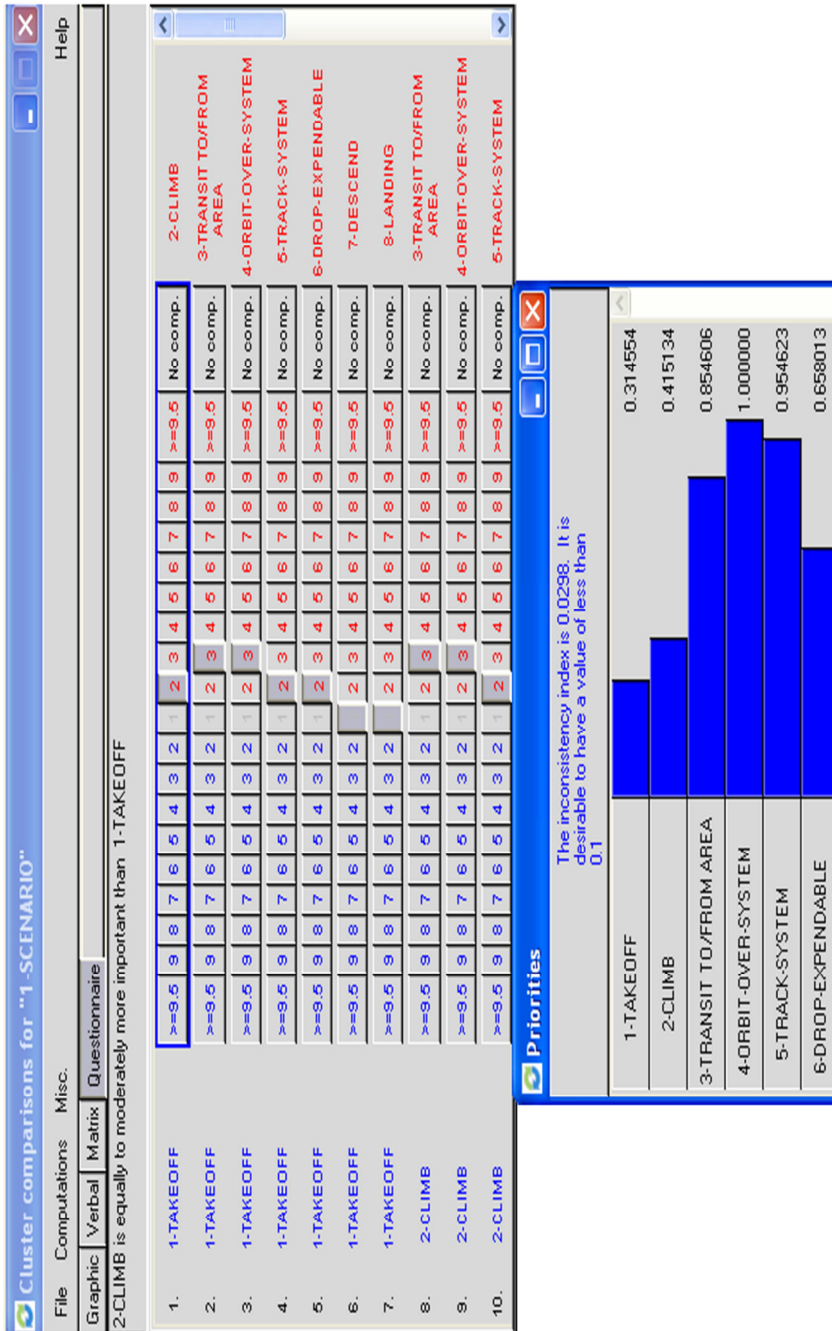 Cluster comparisons for "1-SCENARIO"
File Computations Misc. Help
Graphic Verbal Matrix Questionnaire
2-CLIMB is equally to moderately more important than 1-TAKEOFF
1. 1-TAKEOFF >=9.5 9 8 7 6 5 4 3 2 1 2 3 4 5 6 7 8 9 >=9.5 No comp. 2-CLIMB
2. 1-TAKEOFF >=9.5 9 8 7 6 5 4 3 2 1 2 3 4 5 6 7 8 9 >=9.5 No comp. 3-TRANSIT TO/FROM
AREA
3. 1-TAKEOFF >=9.5 9 8 7 6 5 4 3 2 1 2 3 4 5 6 7 8 9 >=9.5 No comp. 4-ORBIT-OVER-SYSTEM
4. 1-TAKEOFF >=9.5 9 8 7 6 5 4 3 2 1 2 3 4 5 6 7 8 9 >=9.5 No comp. 5-TRACK-SYSTEM
5. 1-TAKEOFF >=9.5 9 8 7 6 5 4 3 2 1 2 3 4 5 6 7 8 9 >=9.5 No comp. 6-DROP-EXPENDABLE
6. 1-TAKEOFF >=9.5 9 8 7 6 5 4 3 2 2 3 4 5 6 7 8 9 >=9.5 No comp. 7-DESCEND
7. 1-TAKEOFF >=9.5 9 8 7 6 5 4 3 2 2 3 4 5 6 7 8 9 >=9.5 No comp. 8-LANDING
8. 2-CLIMB >=9.5 9 8 7 6 5 4 3 2 1 2 3 4 5 6 7 8 9 >=9.5 No comp. 3-TRANSIT TO/FROM
AREA
9. 2-CLIMB >=9.5 9 8 7 6 5 4 3 2 1 2 3 4 5 6 7 8 9 >=9.5 No comp. 4-ORBIT-OVER-SYSTEM
10. 2-CLIMB >=9.5 9 8 7 6 5 4 3 2 1 2 3 4 5 6 7 8 9 >=9.5 No comp. 5-TRACK-SYSTEM
Priorities
The inconsistency index is 0.0298. It is
desirable to have a value of less than
0.1
1-TAKEOFF 0.314554
2-CLIMB 0.415134
3-TRANSIT TO/FROM AREA 0.854606
4-ORBIT-OVER-SYSTEM 1.000000
5-TRACK-SYSTEM 0.954623
6-DROP-EXPENDABLE 0.658013